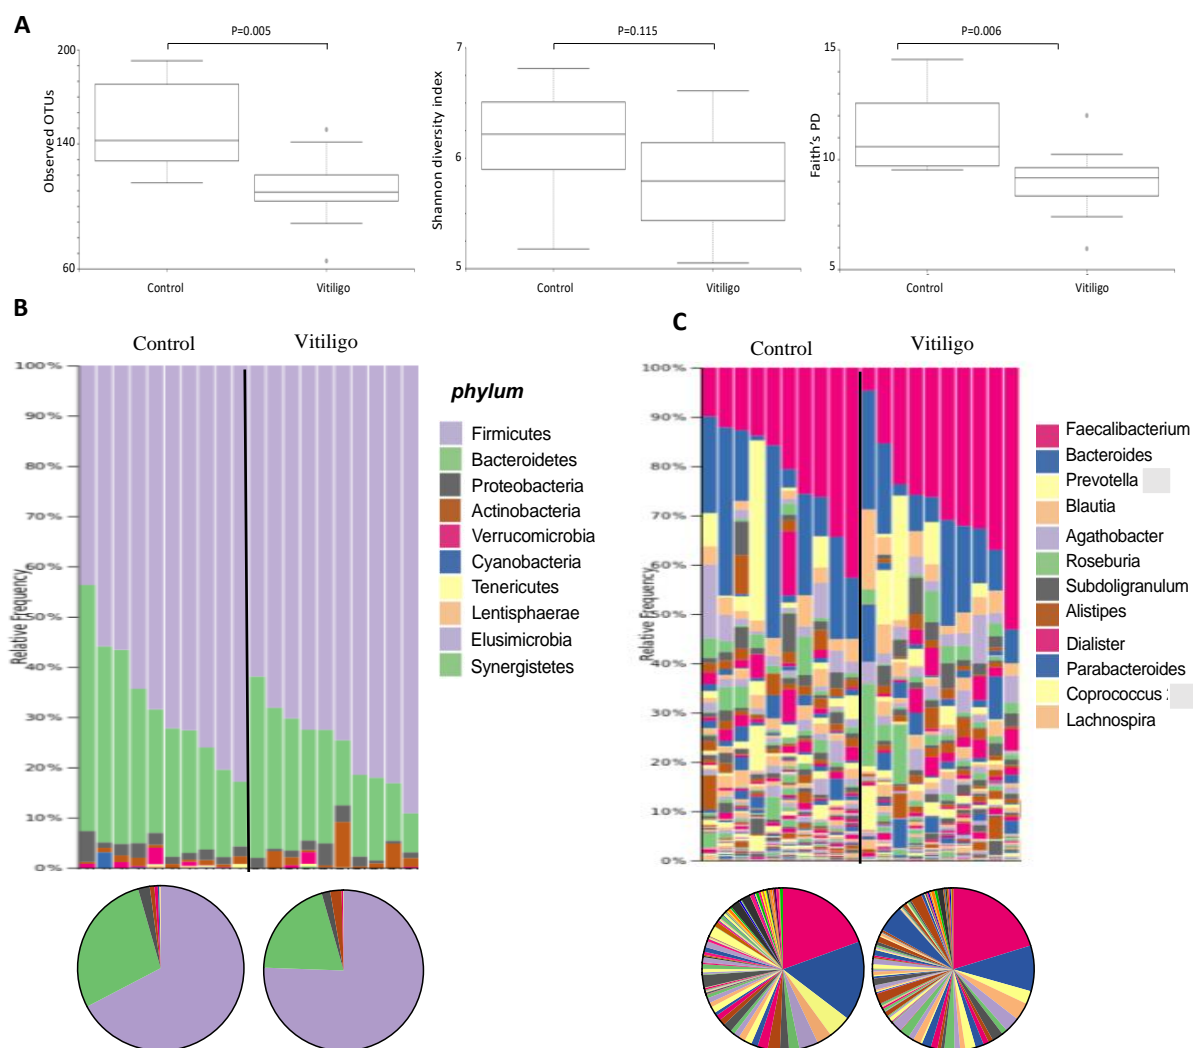 A
P=0.005
P=0.115
P=0.006
Observed OTUs
200
140
60
Control
Vitiligo
Shannon diversity index
7
6
5
Control
Vitiligo
Faith's PD
15
10
5
Control
Vitiligo
B
Control
Vitiligo
Relative Frequency
100%
90%
80%
70%
60%
50%
40%
30%
20%
10%
0%
phylum
Firmicutes
Bacteroidetes
Proteobacteria
Actinobacteria
Verrucomicrobia
Cyanobacteria
Tenericutes
Lentisphaerae
Elusimicrobia
Synergistetes
C
Control
Vitiligo
Relative Frequency
100%
90%
80%
70%
60%
50%
40%
30%
20%
10%
0%
Faecalibacterium
Bacteroides
Prevotella
Blautia
Agathobacter
Roseburia
Subdoligranulum
Alistipes
Dialister
Parabacteroides
Coprococcus
Lachnospira